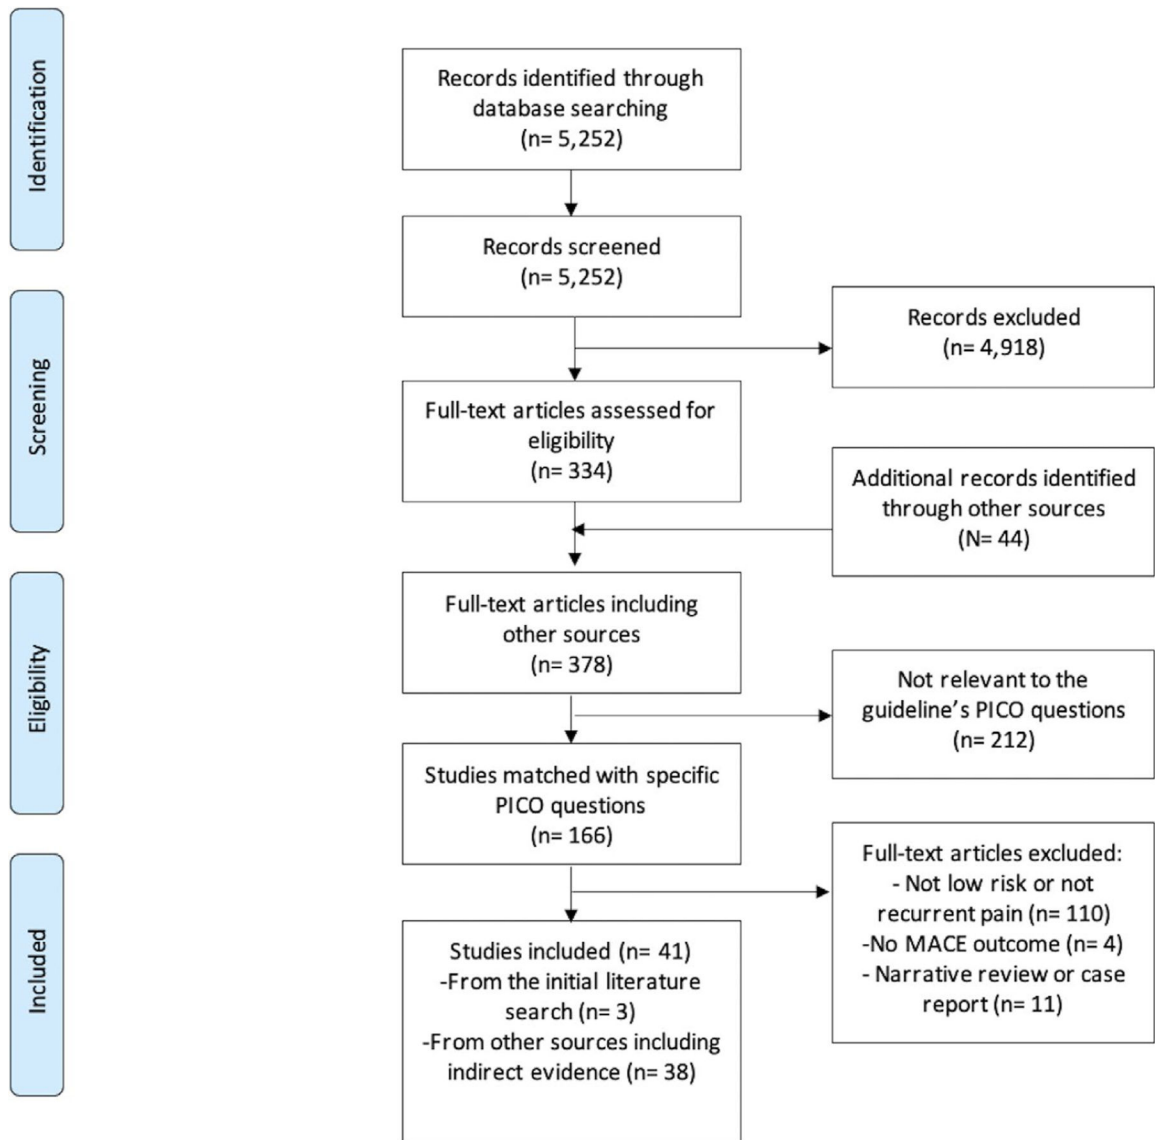 Identification
Records identified through
database searching
(n= 5,252)
Records screened
(n= 5,252)
Screening
Records excluded
(n= 4,918)
Full-text articles assessed for
eligibility
(n= 334)
Additional records identified
through other sources
(N= 44)
Eligibility
Full-text articles including
other sources
(n= 378)
Not relevant to the
guideline’s PICO questions
(n= 212)
Studies matched with specific
PICO questions
(n= 166)
Included
Full-text articles excluded:
- Not low risk or not
recurrent pain (n= 110)
-No MACE outcome (n= 4)
- Narrative review or case
report (n= 11)
Studies included (n= 41)
-From the initial literature
search (n= 3)
-From other sources including
indirect evidence (n= 38)